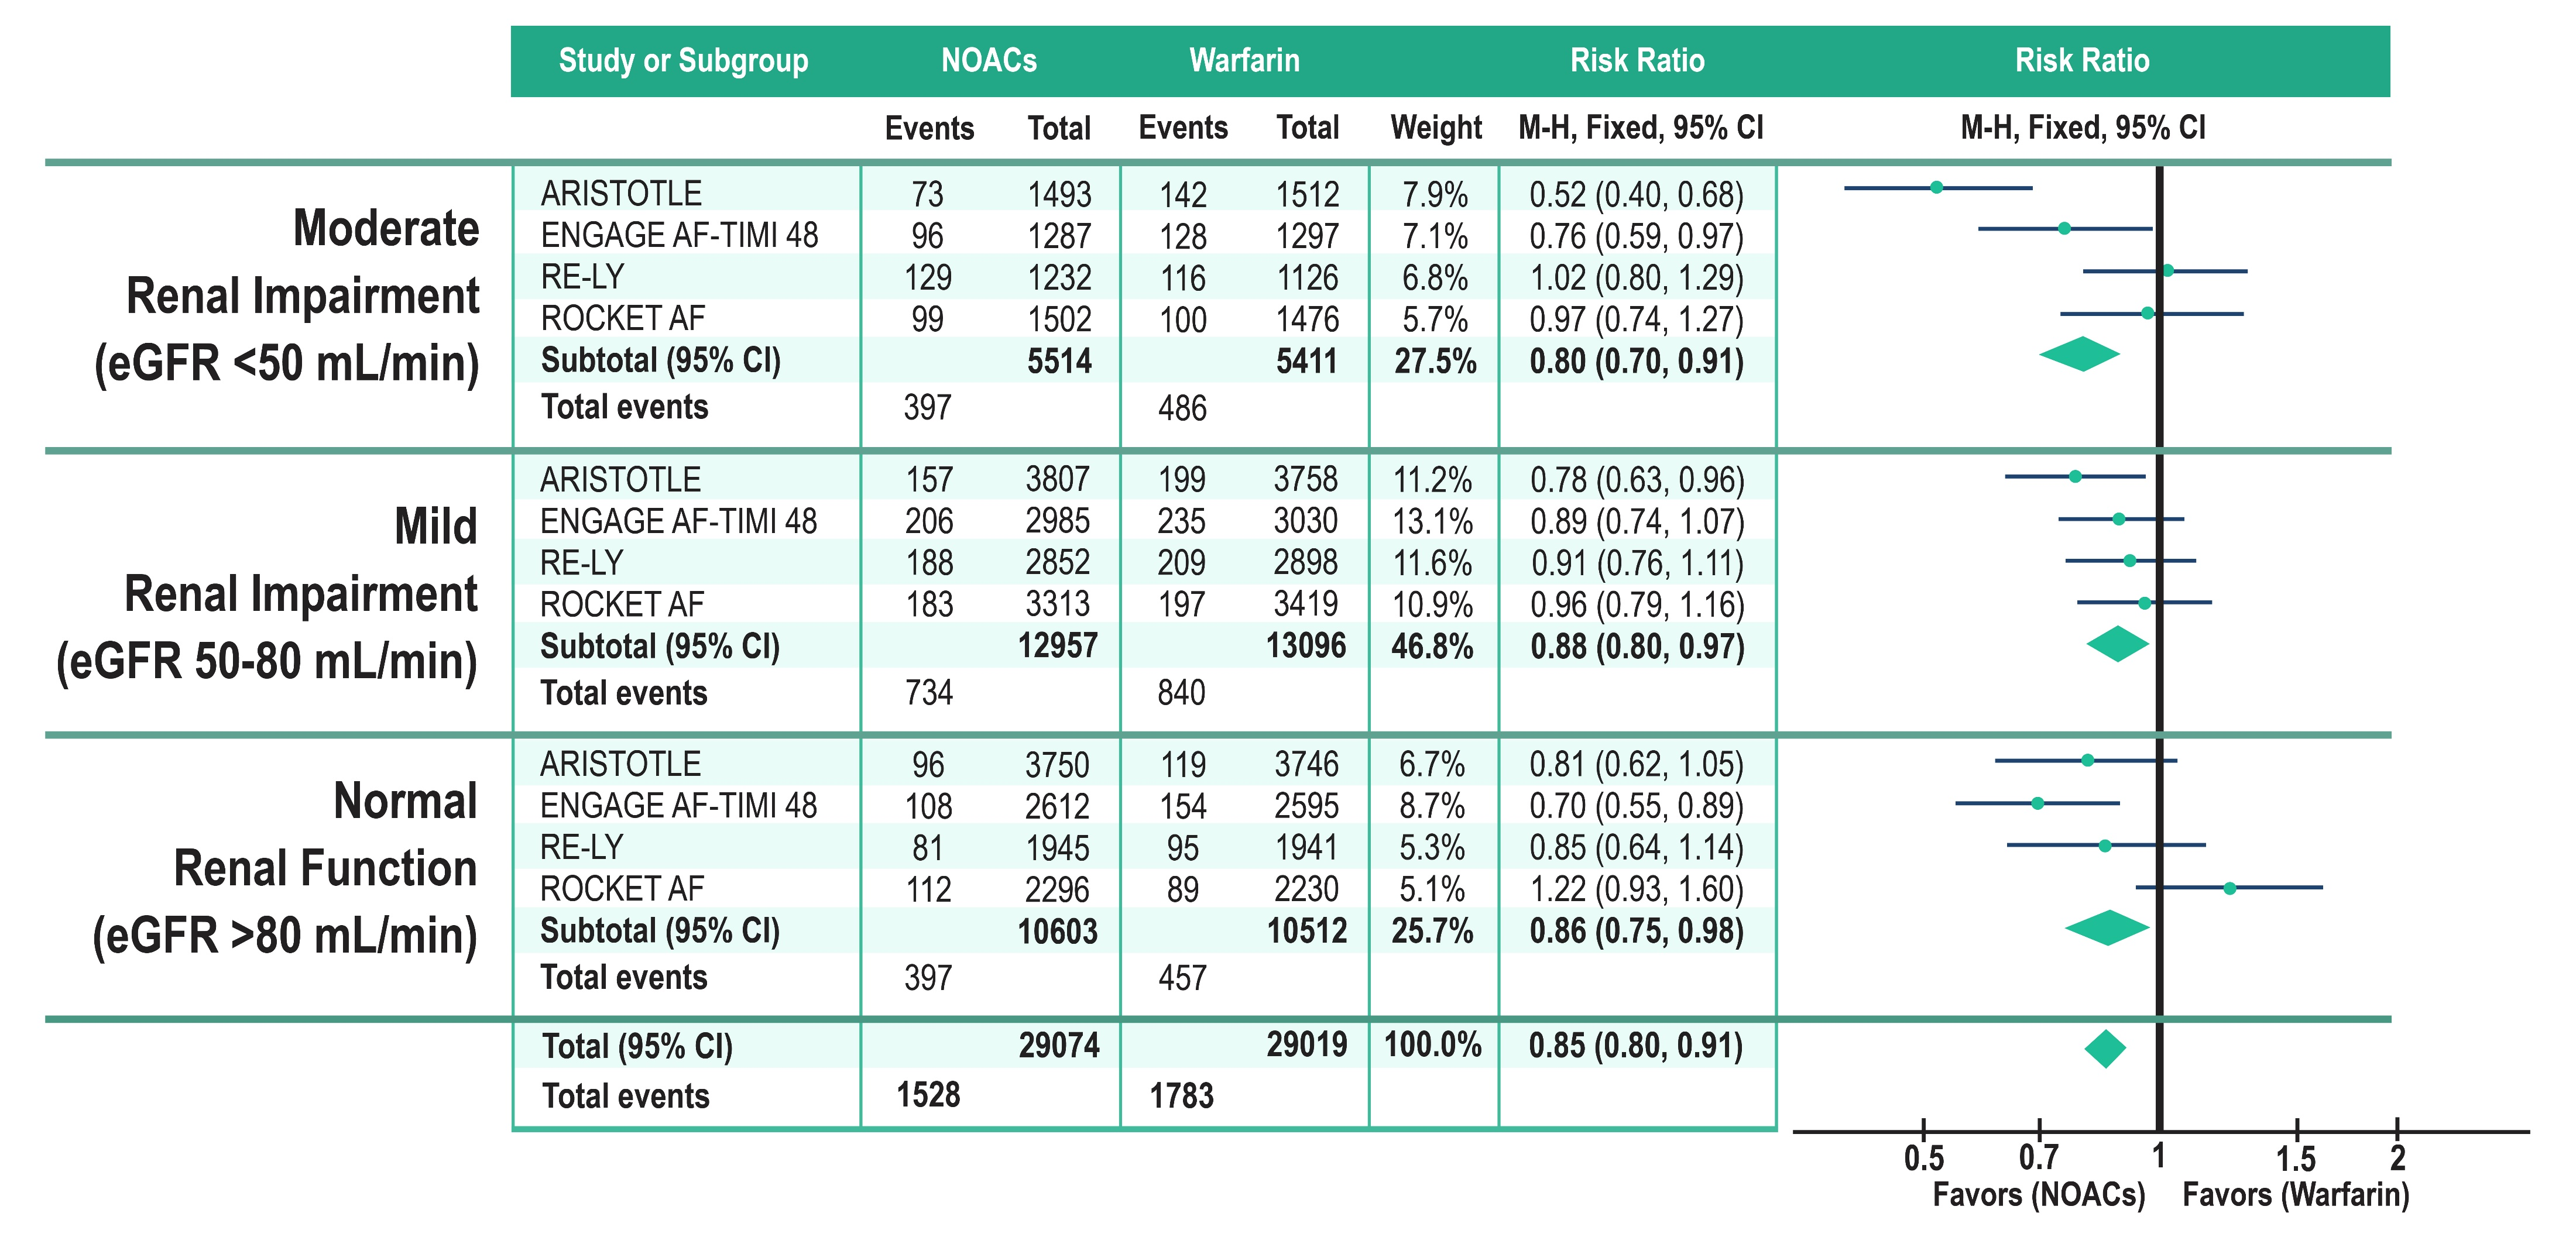 Study or Subgroup NOACs Warfarin Risk Ratio Risk Ratio
Events Total Events Total Weight M-H, Fixed, 95% CI M-H, Fixed, 95% CI
Moderate
Renal Impairment
(eGFR <50 mL/min)
ARISTOTLE 73 1493 142 1512 7.9% 0.52 (0.40, 0.68)
ENGAGE AF-TIMI 48 96 1287 128 1297 7.1% 0.76 (0.59, 0.97)
RE-LY 129 1232 116 1126 6.8% 1.02 (0.80, 1.29)
ROCKET AF 99 1502 100 1476 5.7% 0.97 (0.74, 1.27)
Subtotal (95% CI) 5514 5411 27.5% 0.80 (0.70, 0.91)
Total events 397 486
Mild
Renal Impairment
(eGFR 50-80 mL/min)
ARISTOTLE 157 3807 199 3758 11.2% 0.78 (0.63, 0.96)
ENGAGE AF-TIMI 48 206 2985 235 3030 13.1% 0.89 (0.74, 1.07)
RE-LY 188 2852 209 2898 11.6% 0.91 (0.76, 1.11)
ROCKET AF 183 3313 197 3419 10.9% 0.96 (0.79, 1.16)
Subtotal (95% CI) 12957 13096 46.8% 0.88 (0.80, 0.97)
Total events 734 840
Normal
Renal Function
(eGFR >80 mL/min)
ARISTOTLE 96 3750 119 3746 6.7% 0.81 (0.62, 1.05)
ENGAGE AF-TIMI 48 108 2612 154 2595 8.7% 0.70 (0.55, 0.89)
RE-LY 81 1945 95 1941 5.3% 0.85 (0.64, 1.14)
ROCKET AF 112 2296 89 2230 5.1% 1.22 (0.93, 1.60)
Subtotal (95% CI) 10603 10512 25.7% 0.86 (0.75, 0.98)
Total events 397 457
Total (95% CI) 29074 29019 100.0% 0.85 (0.80, 0.91)
Total events 1528 1783
0.5 0.7 1 1.5 2
Favors (NOACs) Favors (Warfarin)